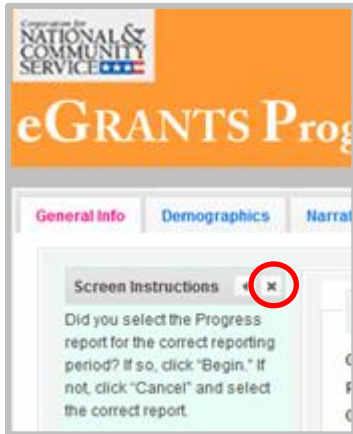 Corporation for
NATIONAL &
COMMUNITY
SERVICE
eGRANTS Prog
General Info Demographics Narrat
Screen Instructions
Did you select the Progress
report for the correct reporting
period? If so, click "Begin." If
not, click "Cancel" and select
the correct report.